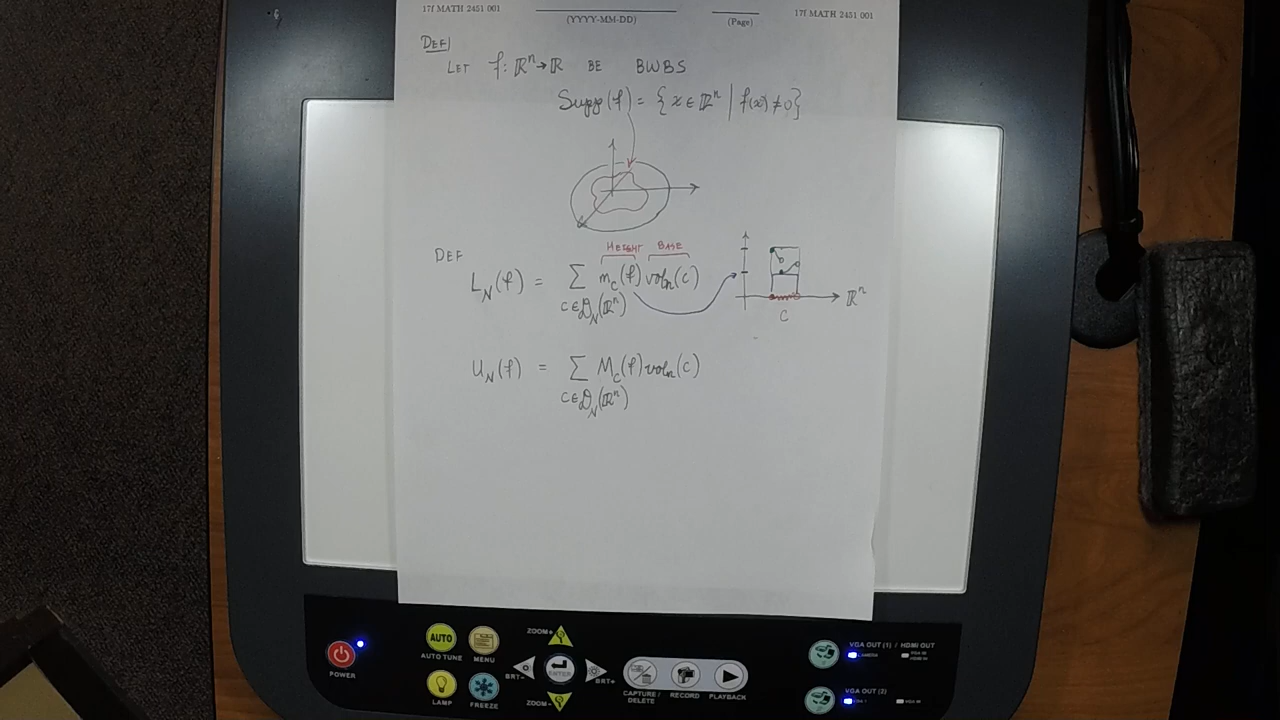 17f MATH 2451 001 (YYYY-MM-DD) (Page) 17f MATH 2451 001
DEF
LET f: ℝⁿ→ℝ BE BWBS
Supp(f) = { x ∈ ℝⁿ | f(x) ≠ 0 }
DEF
HEIGHT BASE
L_N(f) = ∑ m_C(f) vol_n(C)
C∈𝒟_N(ℝⁿ)
ℝⁿ
C
U_N(f) = ∑ M_C(f) vol_n(C)
C∈𝒟_N(ℝⁿ)
POWER
AUTO
AUTO TUNE
MENU
LAMP
FREEZE
ZOOM+
BRT-
ENTER
BRT+
ZOOM-
CAPTURE / DELETE
RECORD
PLAYBACK
VGA OUT (1) / HDMI OUT
VGA OUT (2)